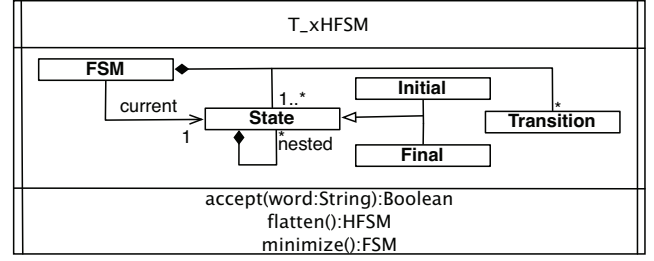 T_xHFSM
FSM
current
1
1..*
State
*
nested
Initial
Final
*
Transition
accept(word:String):Boolean
flatten():HFSM
minimize():FSM